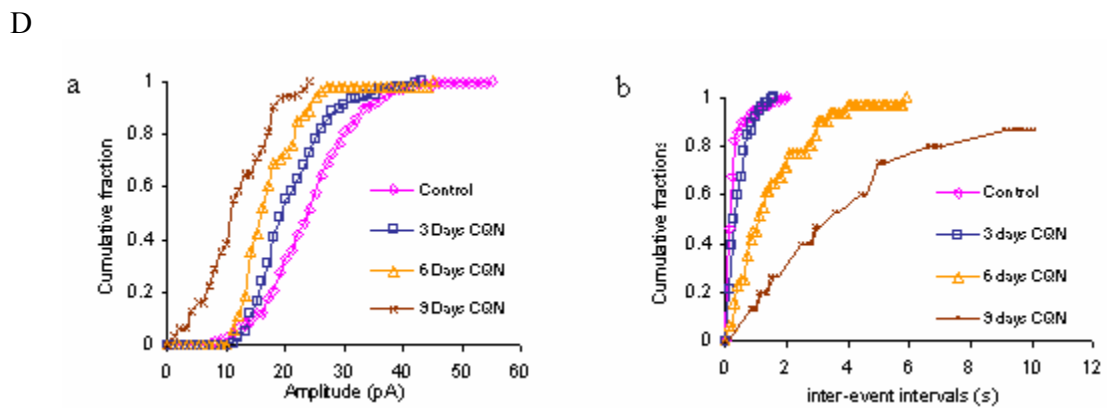 D
a
1
0.8
0.6
0.4
0.2
0
Cumulative fraction
Control
3 Days CQN
6 Days CQN
9 Days CQN
0 10 20 30 40 50 60
Amplitude (pA)
b
1
0.8
0.6
0.4
0.2
0
Cumulative fractions
Control
3 days CQN
6 days CQN
9 days CQN
0 2 4 6 8 10 12
inter-event intervals (s)